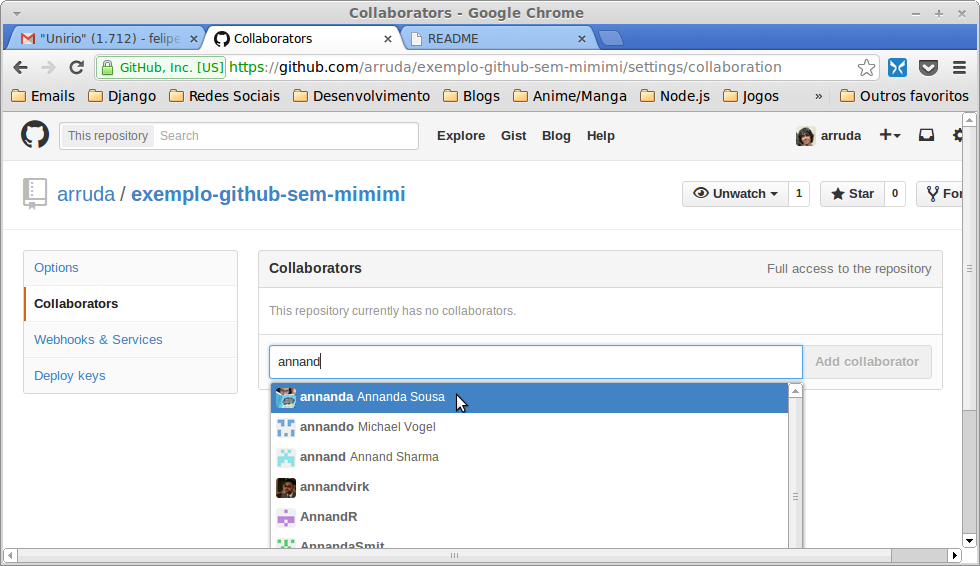 Collaborators - Google Chrome
"Unirio" (1.712) - felipe
Collaborators
README
GitHub, Inc. [US] https://github.com/arruda/exemplo-github-sem-mimimi/settings/collaboration
Emails Django Redes Sociais Desenvolvimento Blogs Anime/Manga Node.js Jogos » Outros favoritos
This repository Search Explore Gist Blog Help arruda
arruda / exemplo-github-sem-mimimi Unwatch 1 Star 0 For
Options
Collaborators
Webhooks & Services
Deploy keys
Collaborators Full access to the repository
This repository currently has no collaborators.
annand Add collaborator
annanda Annanda Sousa
annando Michael Vogel
annand Annand Sharma
annandvirk
AnnandR
AnnandaSmit